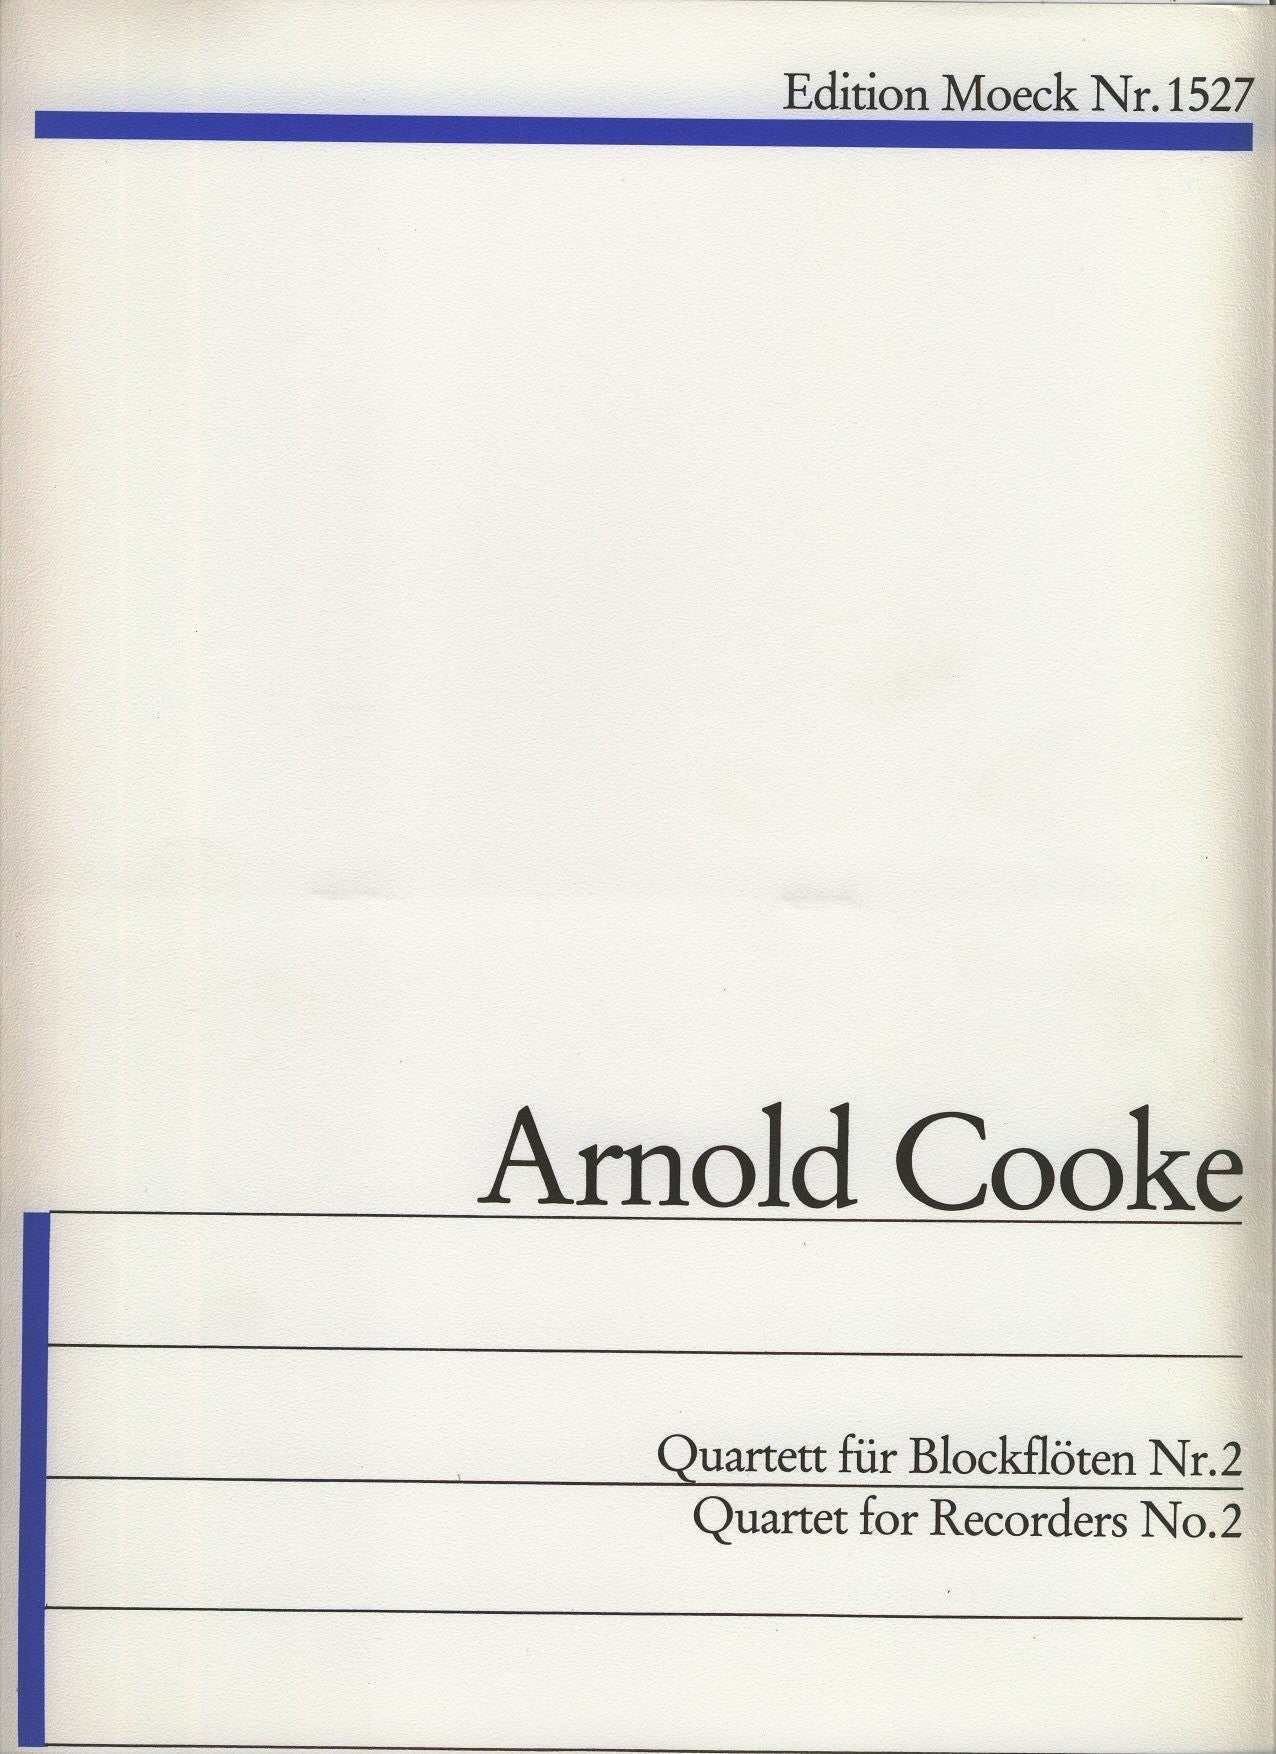 Edition Moeck Nr. 1527
Arnold Cooke
Quartett für Blockflöten Nr. 2
Quartet for Recorders No. 2